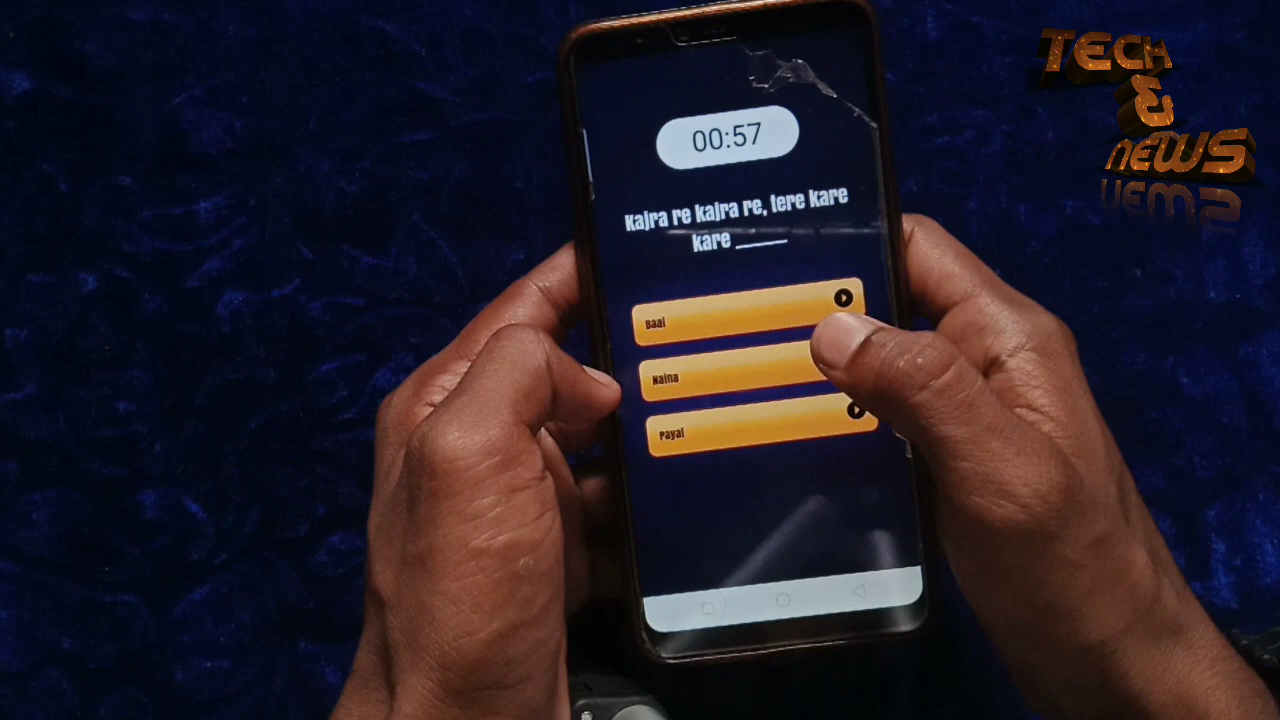 TECH
&
NEWS
00:57
Kajra re kajra re, tere kare
kare ______
Baal
Naina
Payal